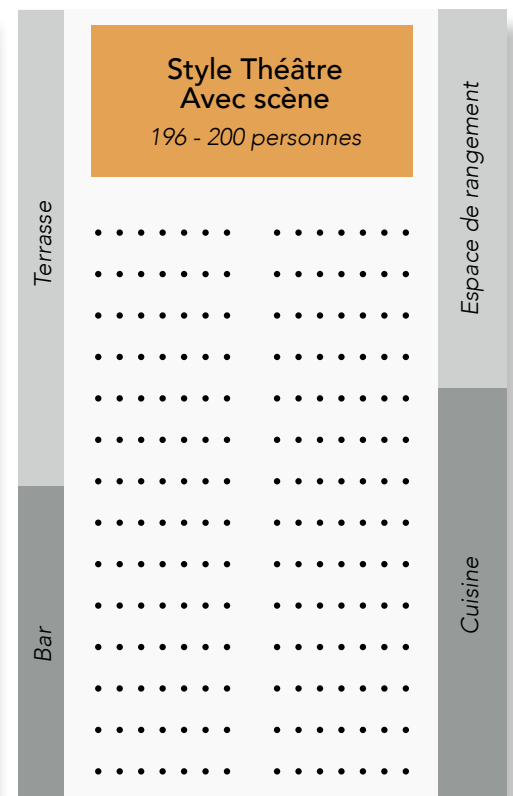 Style Théâtre
Avec scène
196 - 200 personnes
Terrasse
Espace de rangement
Bar
Cuisine